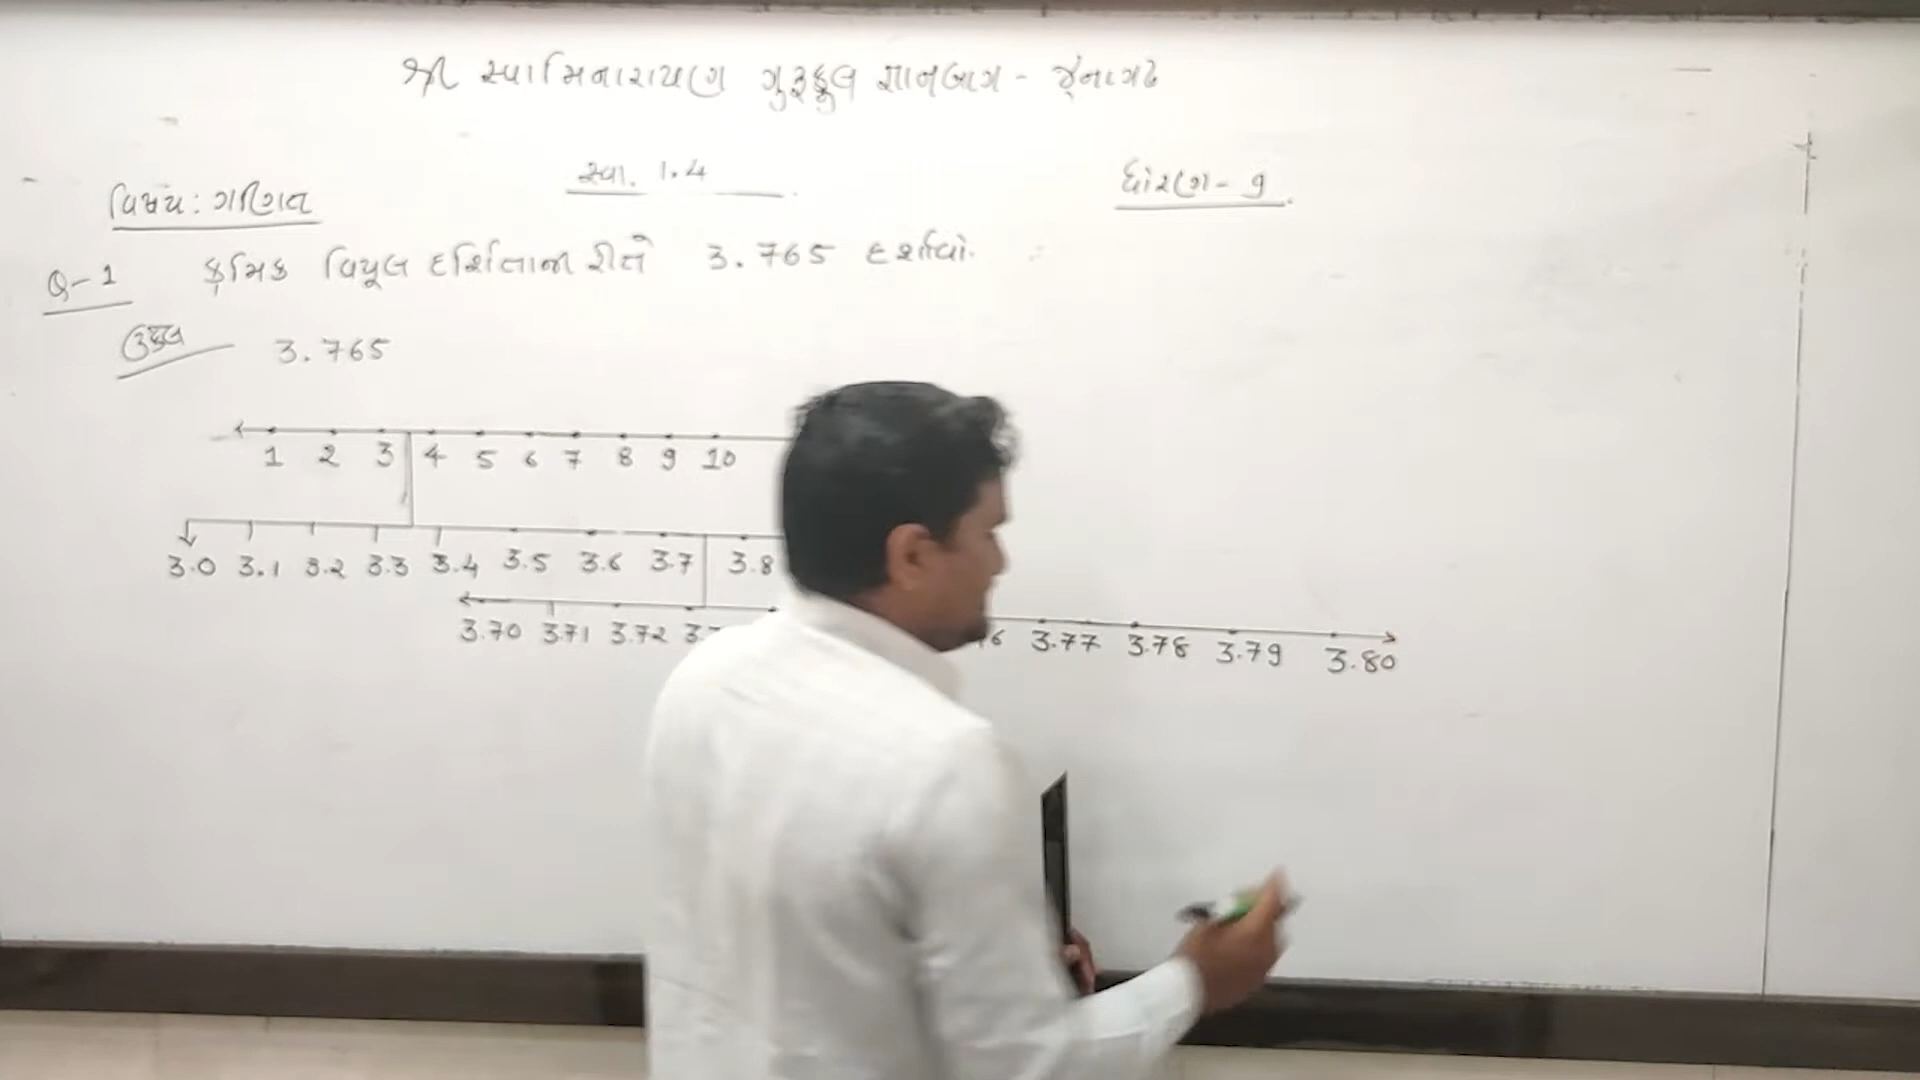 શ્રી સ્વામિનારાયણ ગુરૂકુલ જ્ઞાનબાગ - જૂનાગઢ
વિષય : ગણિત સ્વા. 1.4 ધોરણ - 9
Q-1 ક્રમિક વિપુલ દર્શિતાની રીતે 3.765 દર્શાવો.
ઉકેલ 3.765
1 2 3 4 5 6 7 8 9 10
3.0 3.1 3.2 3.3 3.4 3.5 3.6 3.7 3.8
3.70 3.71 3.72 3.77 3.78 3.79 3.80